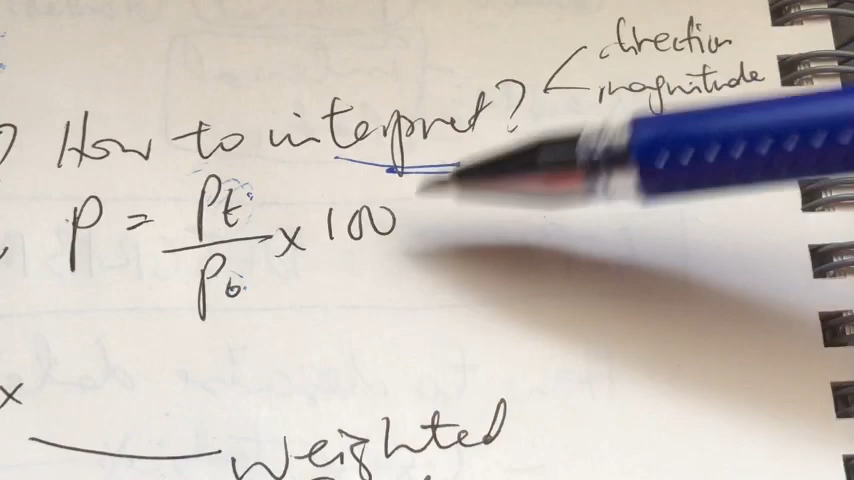 direction
magnitude
How to interpret?
P = Pt / P0 × 100
x
Weighted